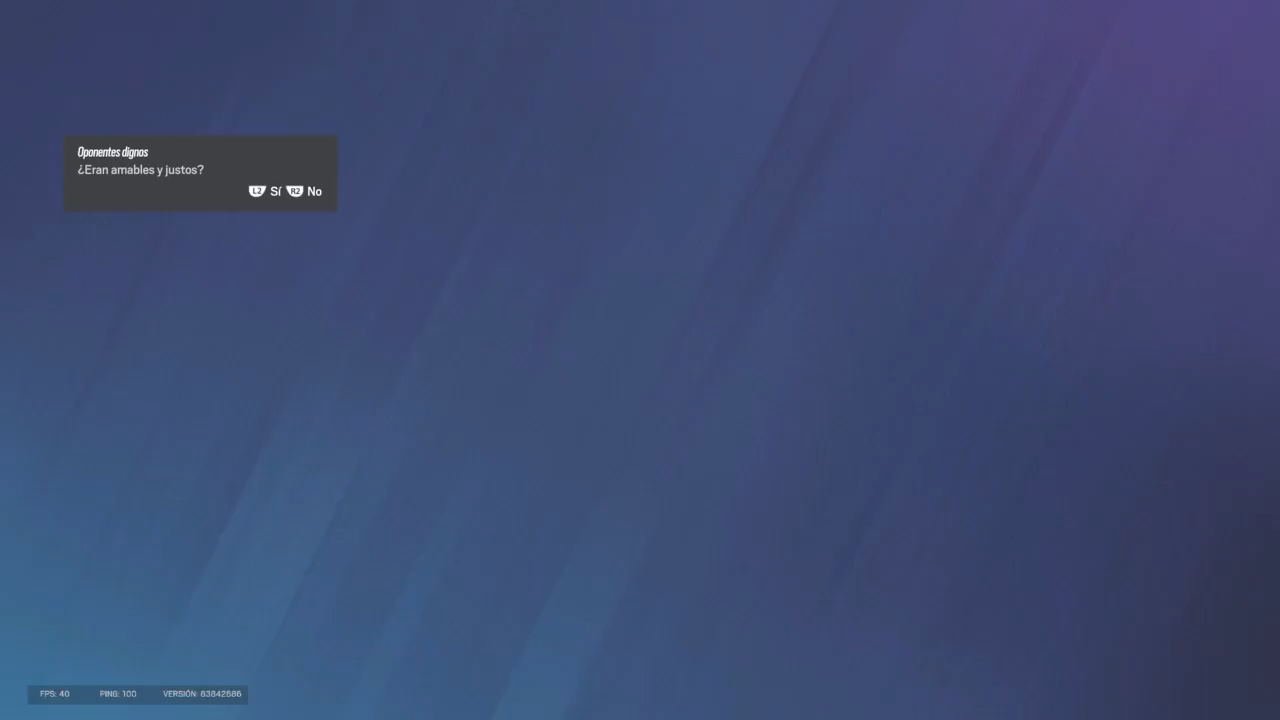 Oponentes dignos
¿Eran amables y justos?
L2 Sí R2 No
FPS: 40 PING: 100 VERSIÓN: 63842586